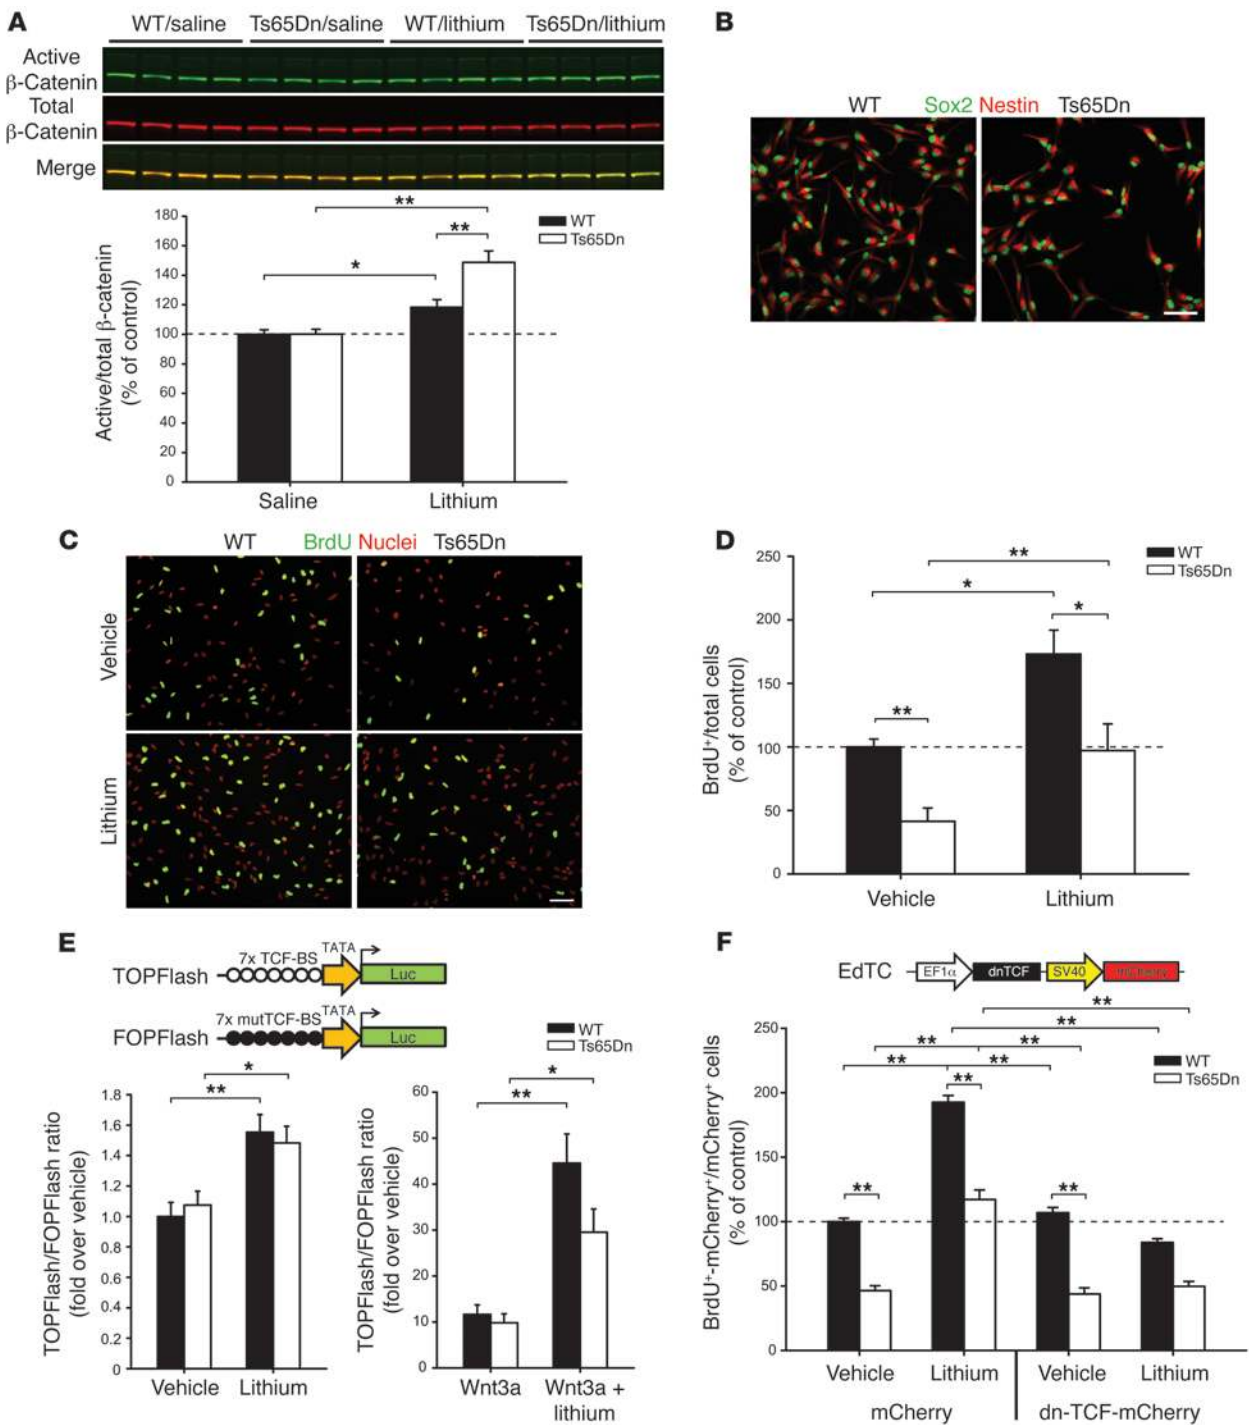 A
WT/saline Ts65Dn/saline WT/lithium Ts65Dn/lithium
Active
β-Catenin
Total
β-Catenin
Merge
** 
**
*
WT
Ts65Dn
Active/total β-catenin
(% of control)
180
160
140
120
100
80
60
40
20
0
Saline Lithium
B
WT Sox2 Nestin Ts65Dn
C
WT BrdU Nuclei Ts65Dn
Vehicle
Lithium
D
BrdU⁺/total cells
(% of control)
250
200
150
100
50
0
WT
Ts65Dn
**
*
*
**
Vehicle Lithium
E
TOPFlash 7x TCF-BS TATA Luc
FOPFlash 7x mutTCF-BS TATA Luc
WT
Ts65Dn
TOPFlash/FOPFlash ratio
(fold over vehicle)
1.8
1.6
1.4
1.2
1.0
0.8
0.6
0.4
0.2
0
*
**
Vehicle Lithium
TOPFlash/FOPFlash ratio
(fold over vehicle)
60
50
40
30
20
10
0
*
**
Wnt3a Wnt3a +
lithium
F
EdTC EF1α dnTCF SV40 mCherry
BrdU⁺-mCherry⁺/mCherry⁺ cells
(% of control)
250
200
150
100
50
0
WT
Ts65Dn
**
**
** **
** **
**
** **
Vehicle Lithium Vehicle Lithium
mCherry dn-TCF-mCherry